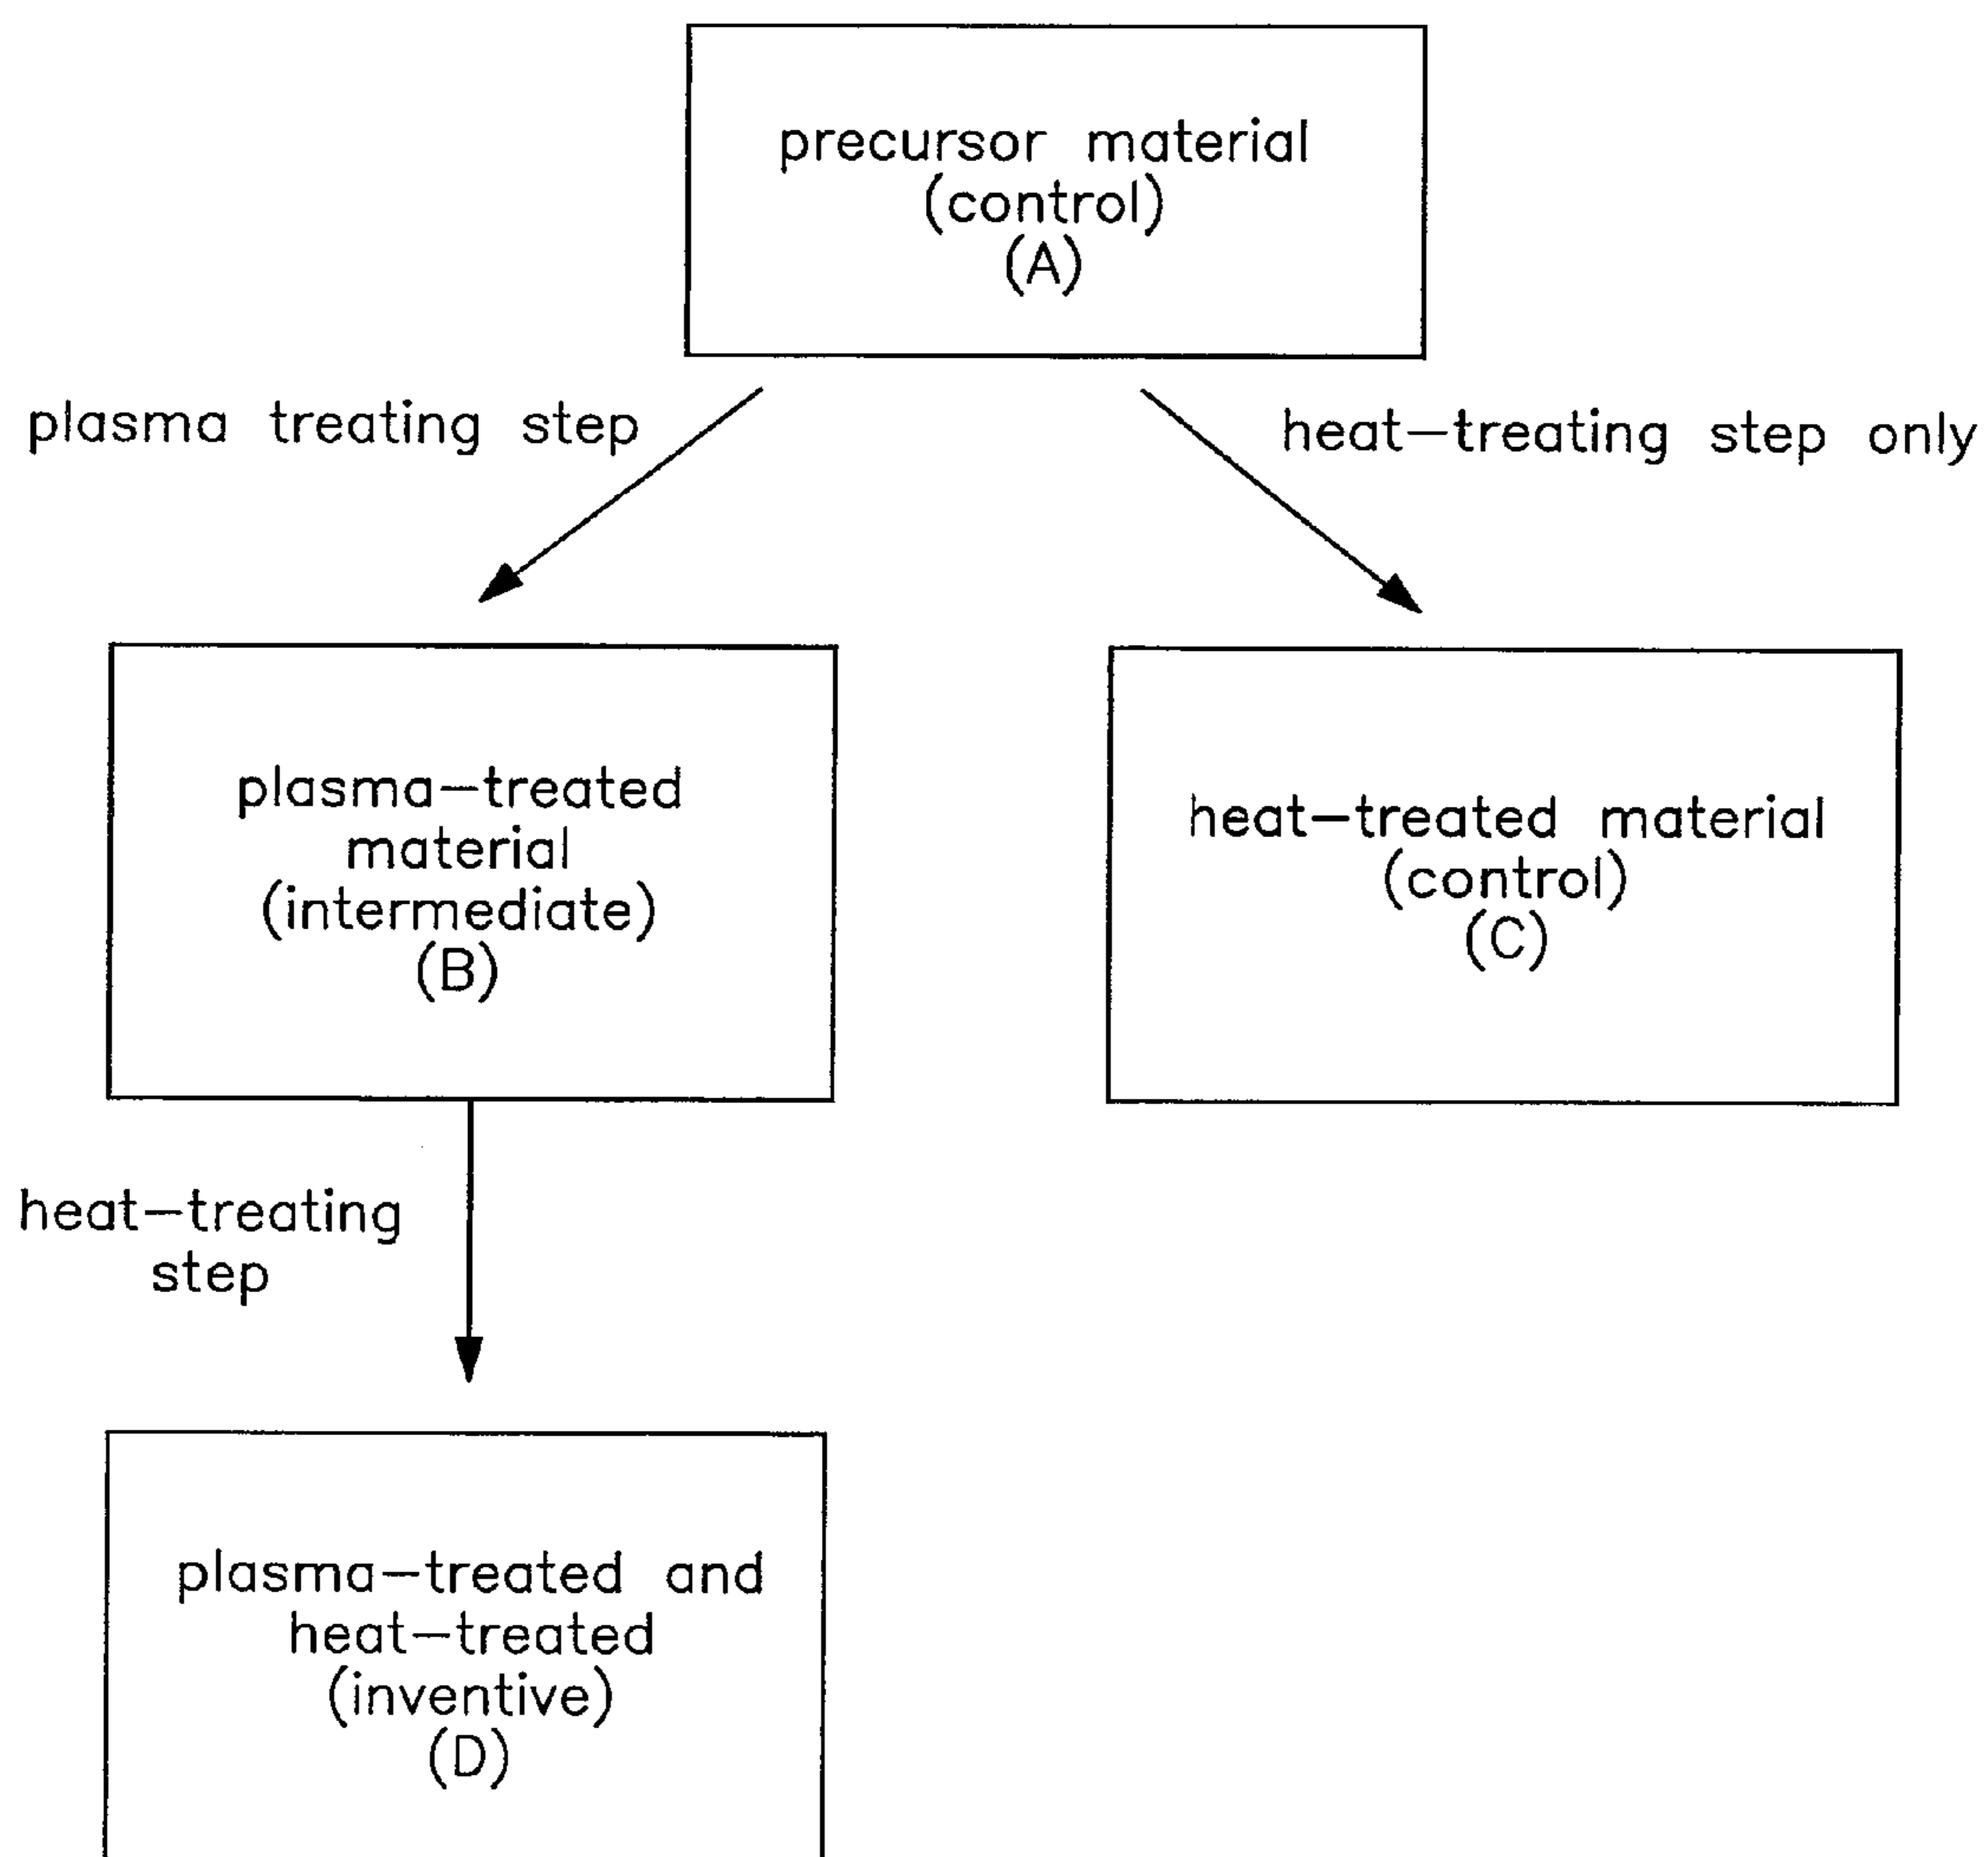 precursor material
(control)
(A)
plasma treating step
heat-treating step only
plasma-treated
material
(intermediate)
(B)
heat-treated material
(control)
(C)
heat-treating
step
plasma-treated and
heat-treated
(inventive)
(D)